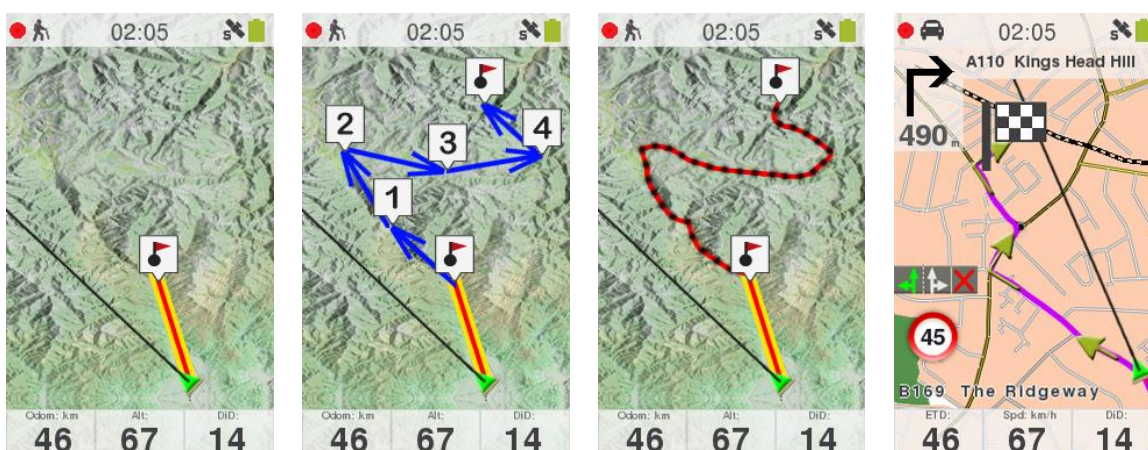 02:05
Odom: km Alt: DiD:
46 67 14
02:05
2
3
4
1
Odom: km Alt: DiD:
46 67 14
02:05
Odom: km Alt: DiD:
46 67 14
02:05
A110 Kings Head Hill
490 m
45
B169 The Ridgeway
ETD: Spd: km/h DiD:
46 67 14